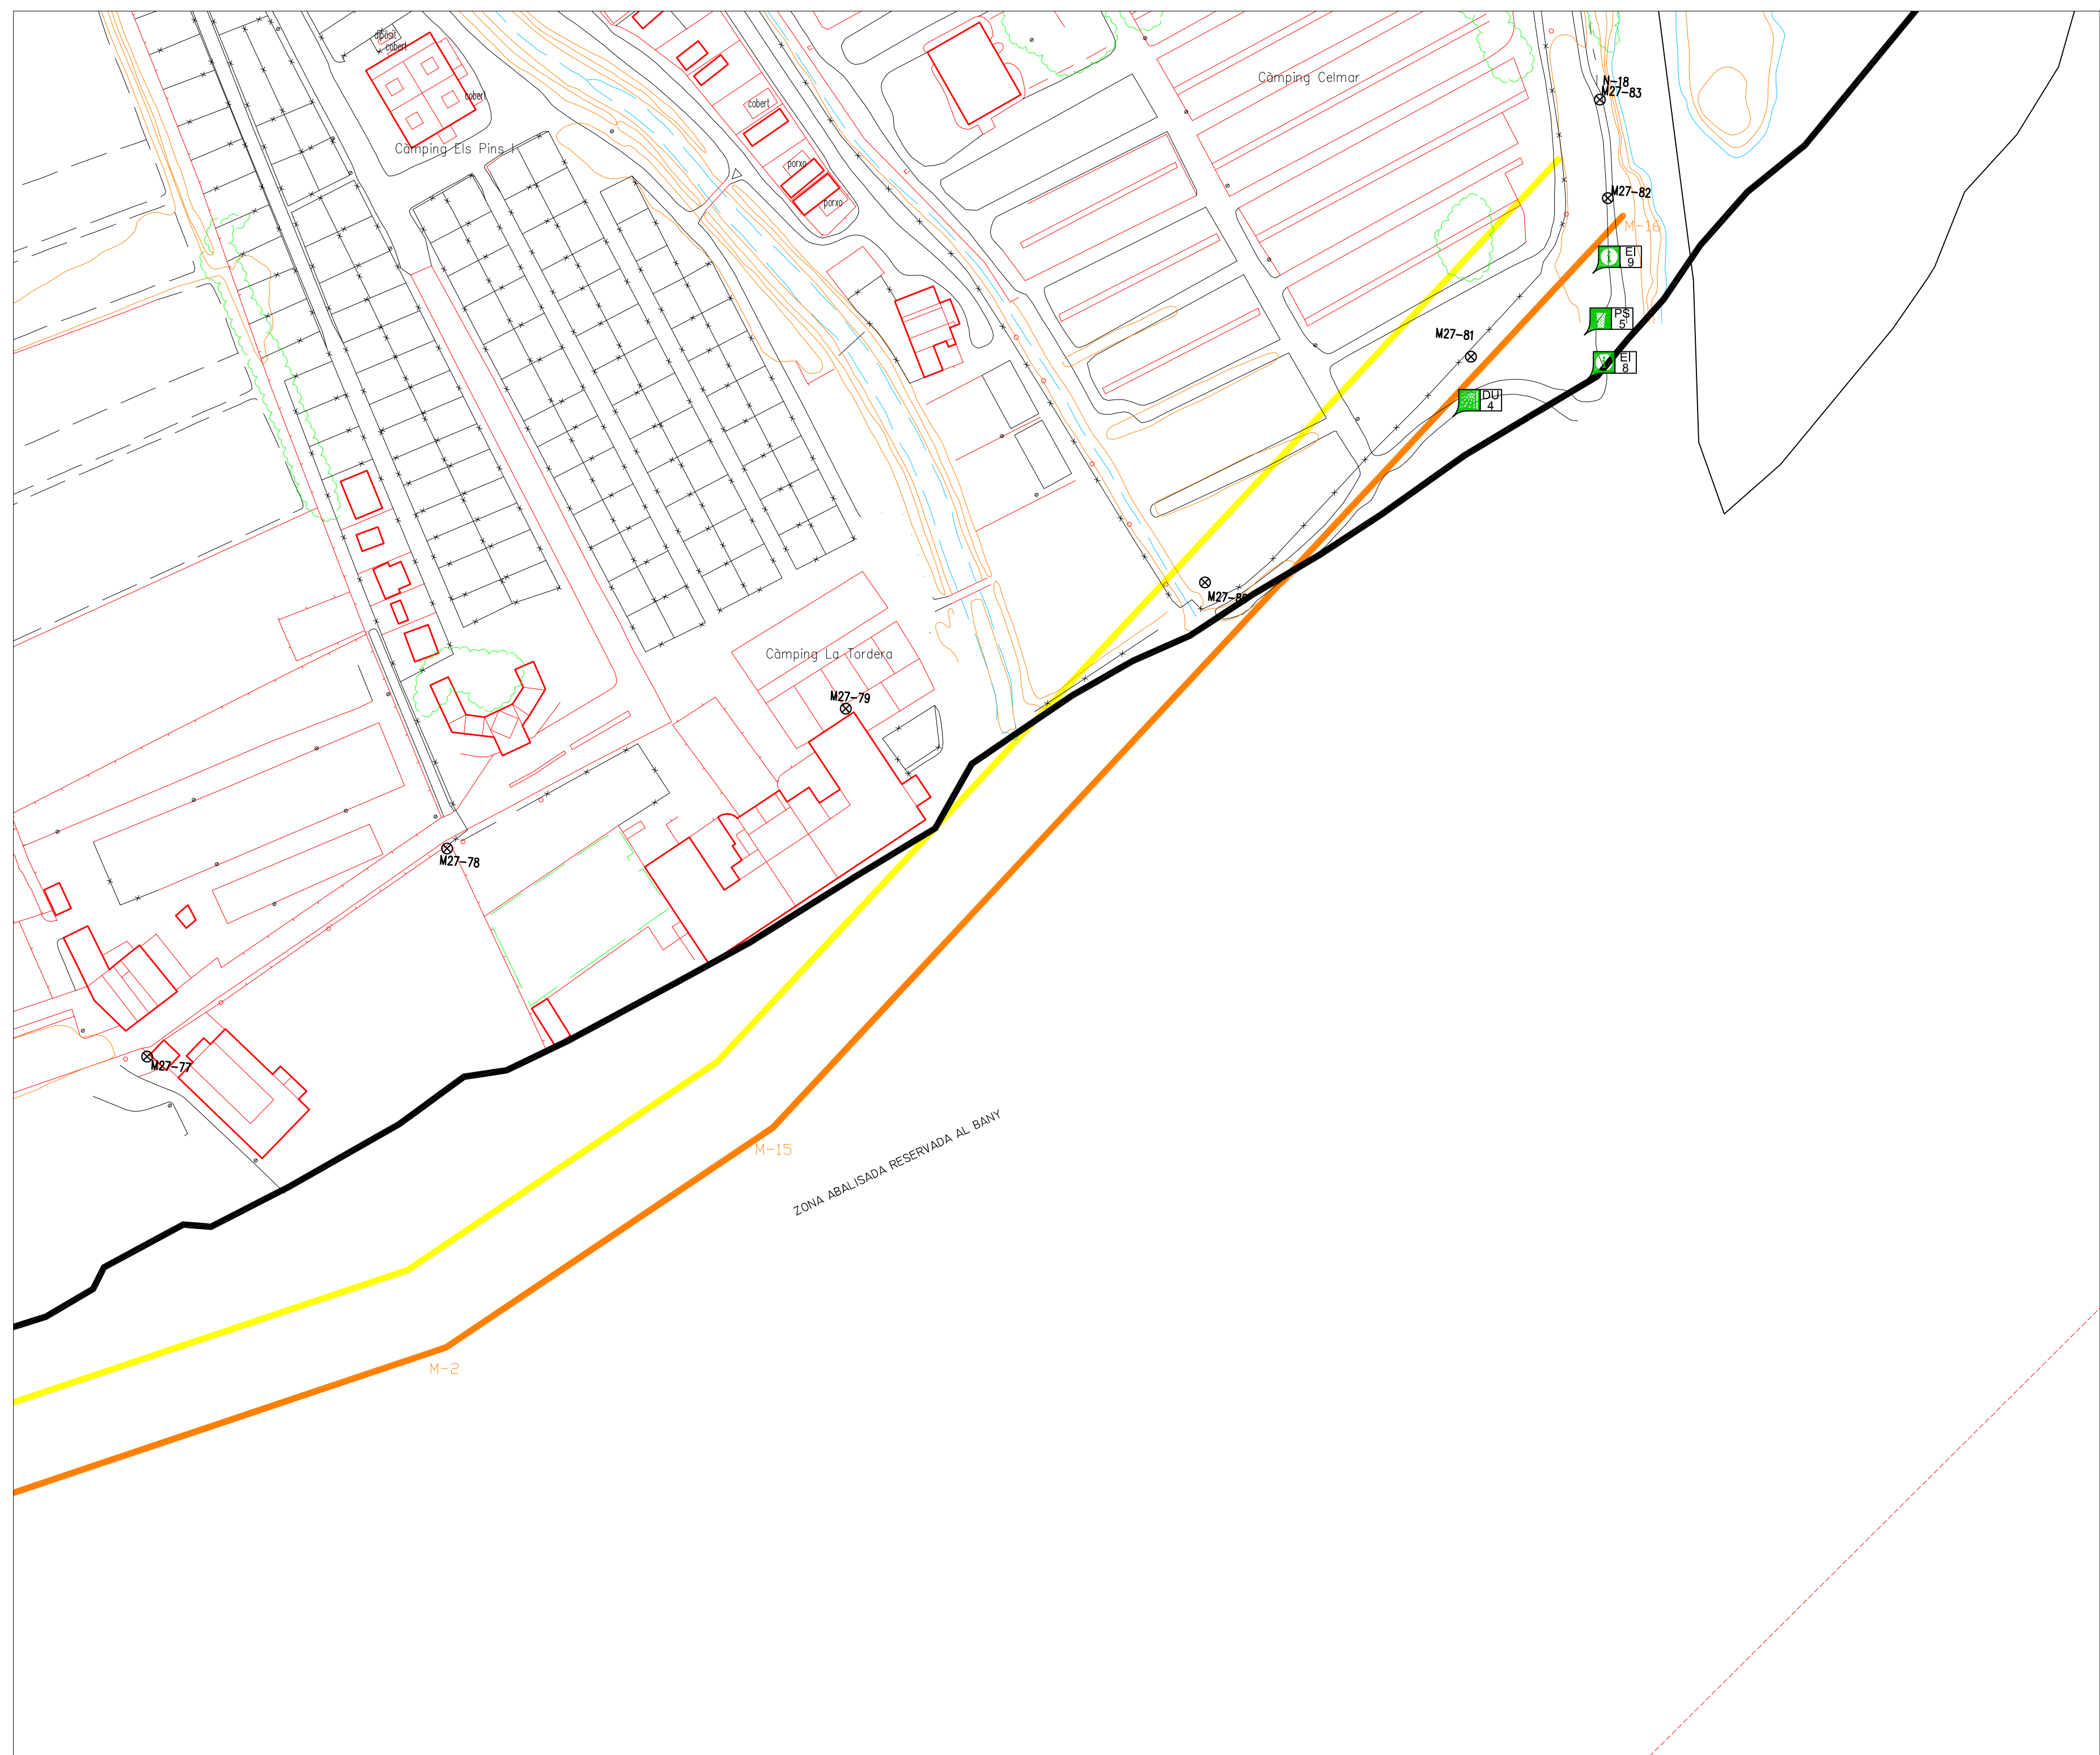 dipòsit
cobert
cobert
Càmping Els Pins I
cobert
porxo
porxo
Càmping Celmar
N-18
M27-83
M27-82
M-16
EI
9
PS
5
EI
8
M27-81
DU
4
M27-80
Càmping La Tordera
M27-79
M27-78
M27-77
M-15
ZONA ABALISADA RESERVADA AL BANY
M-2